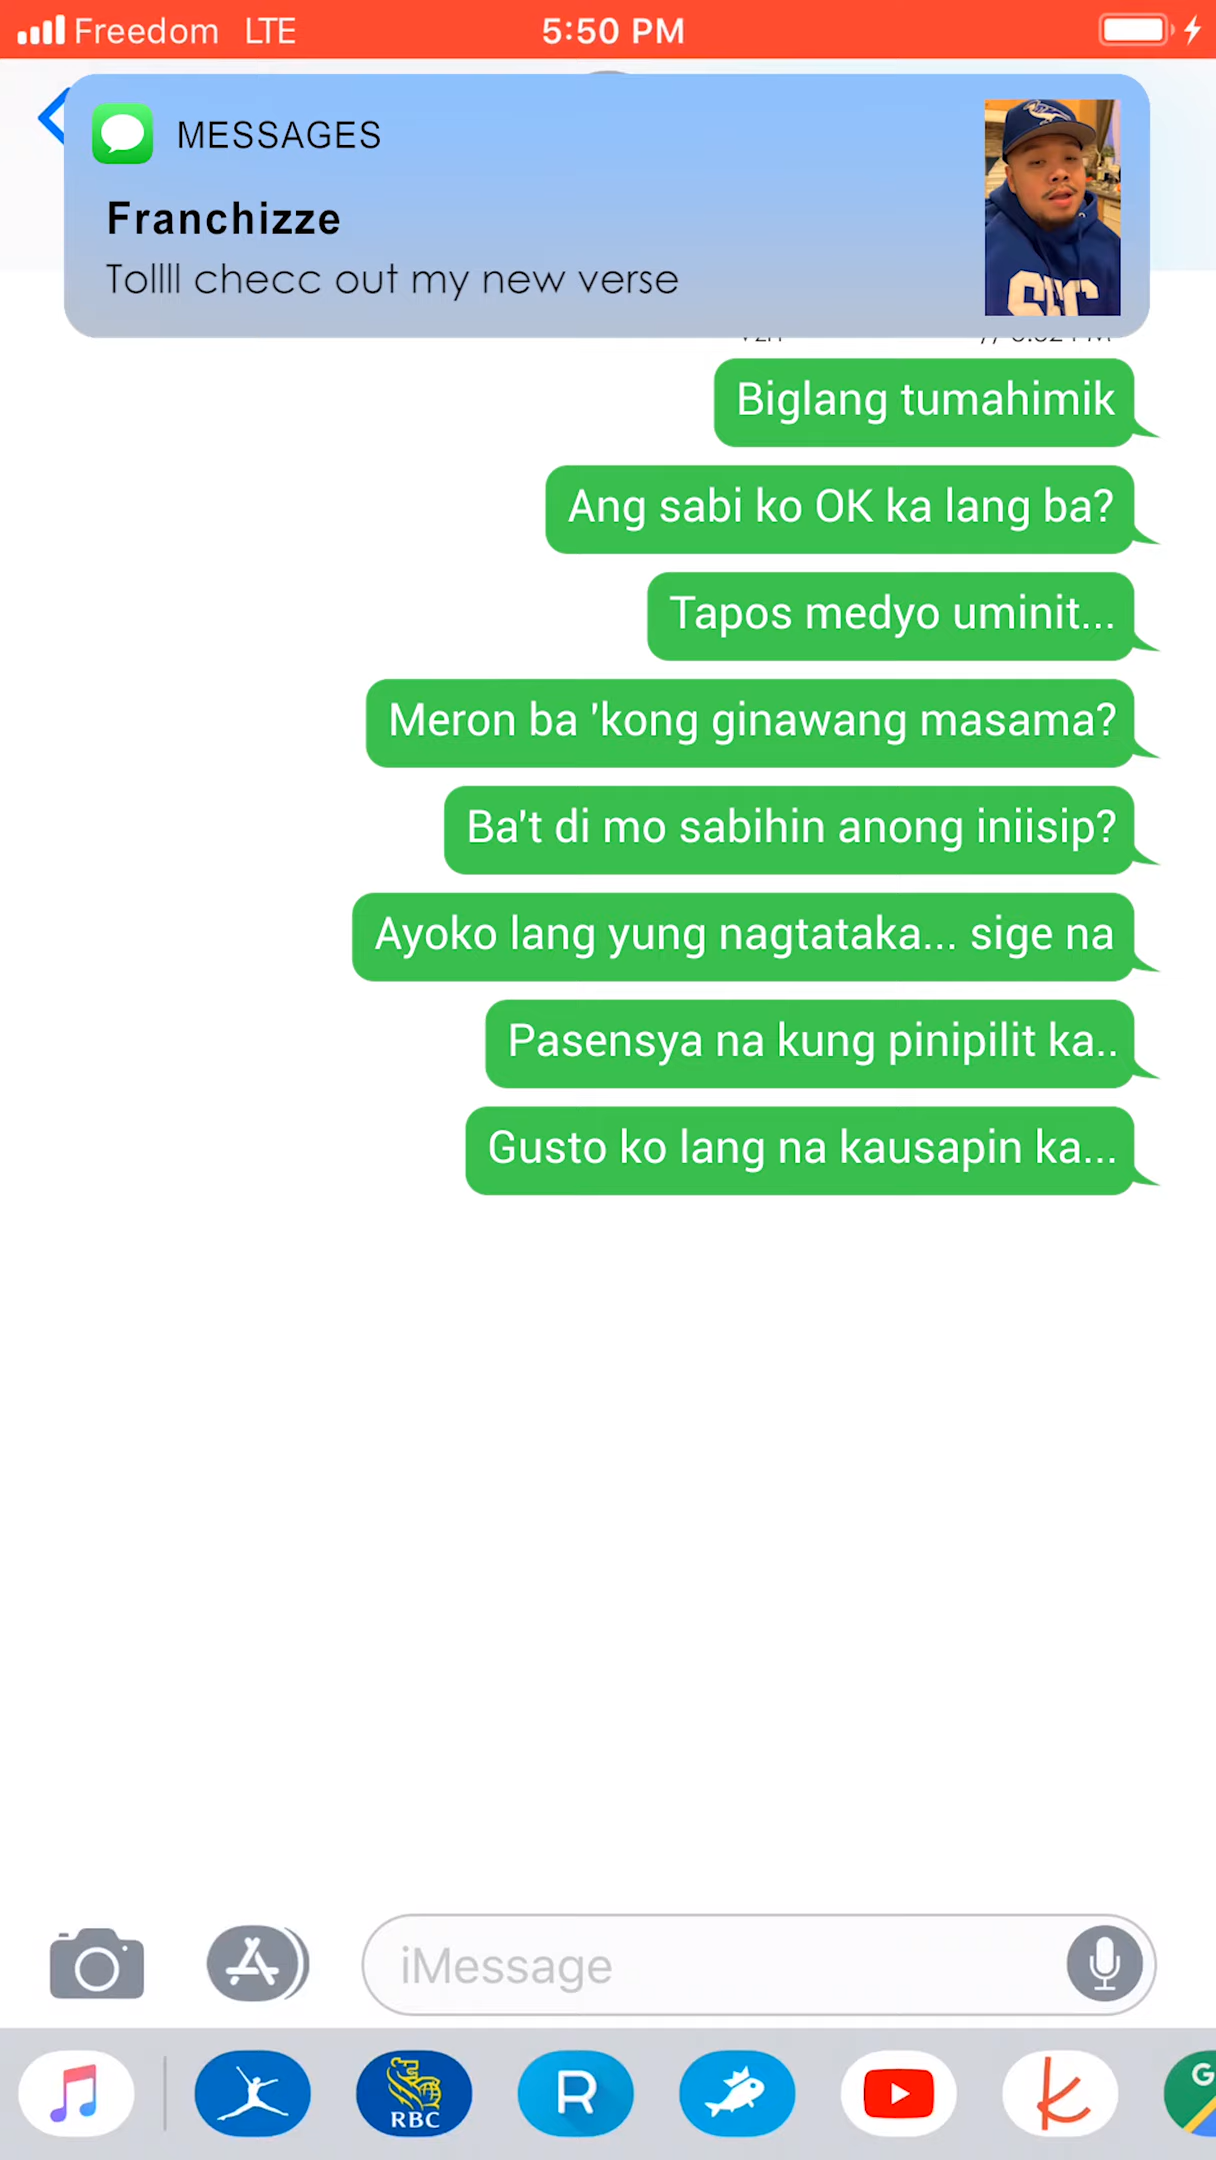 Freedom LTE 5:50 PM
MESSAGES
Franchizze
Tollll checc out my new verse
Biglang tumahimik
Ang sabi ko OK ka lang ba?
Tapos medyo uminit...
Meron ba 'kong ginawang masama?
Ba't di mo sabihin anong iniisip?
Ayoko lang yung nagtataka... sige na
Pasensya na kung pinipilit ka..
Gusto ko lang na kausapin ka...
iMessage
RBC
R
K
G